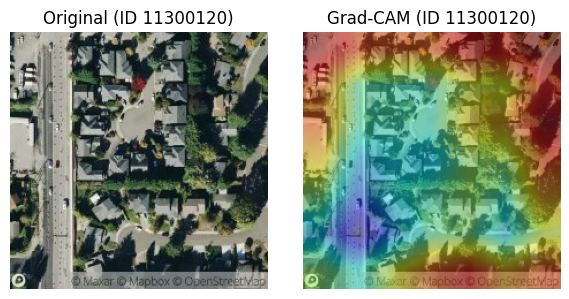 Original (ID 11300120)
Grad-CAM (ID 11300120)
© Maxar © Mapbox © OpenStreetMap
© Maxar © Mapbox © OpenStreetMap